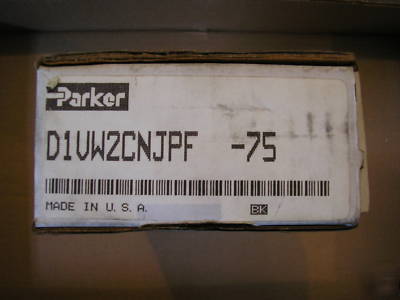 Parker
D1VW2CNJPF -75
MADE IN U.S.A.
BK